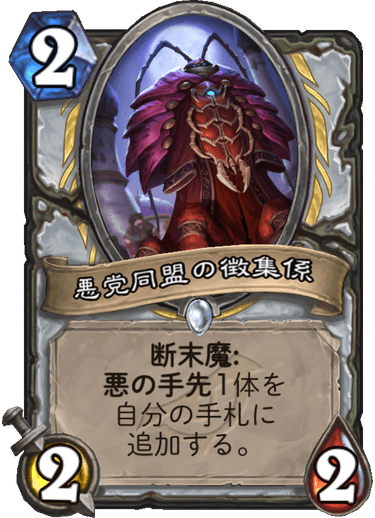 2
悪党同盟の徴集係
断末魔:
悪の手先1体を
自分の手札に
追加する。
2
2